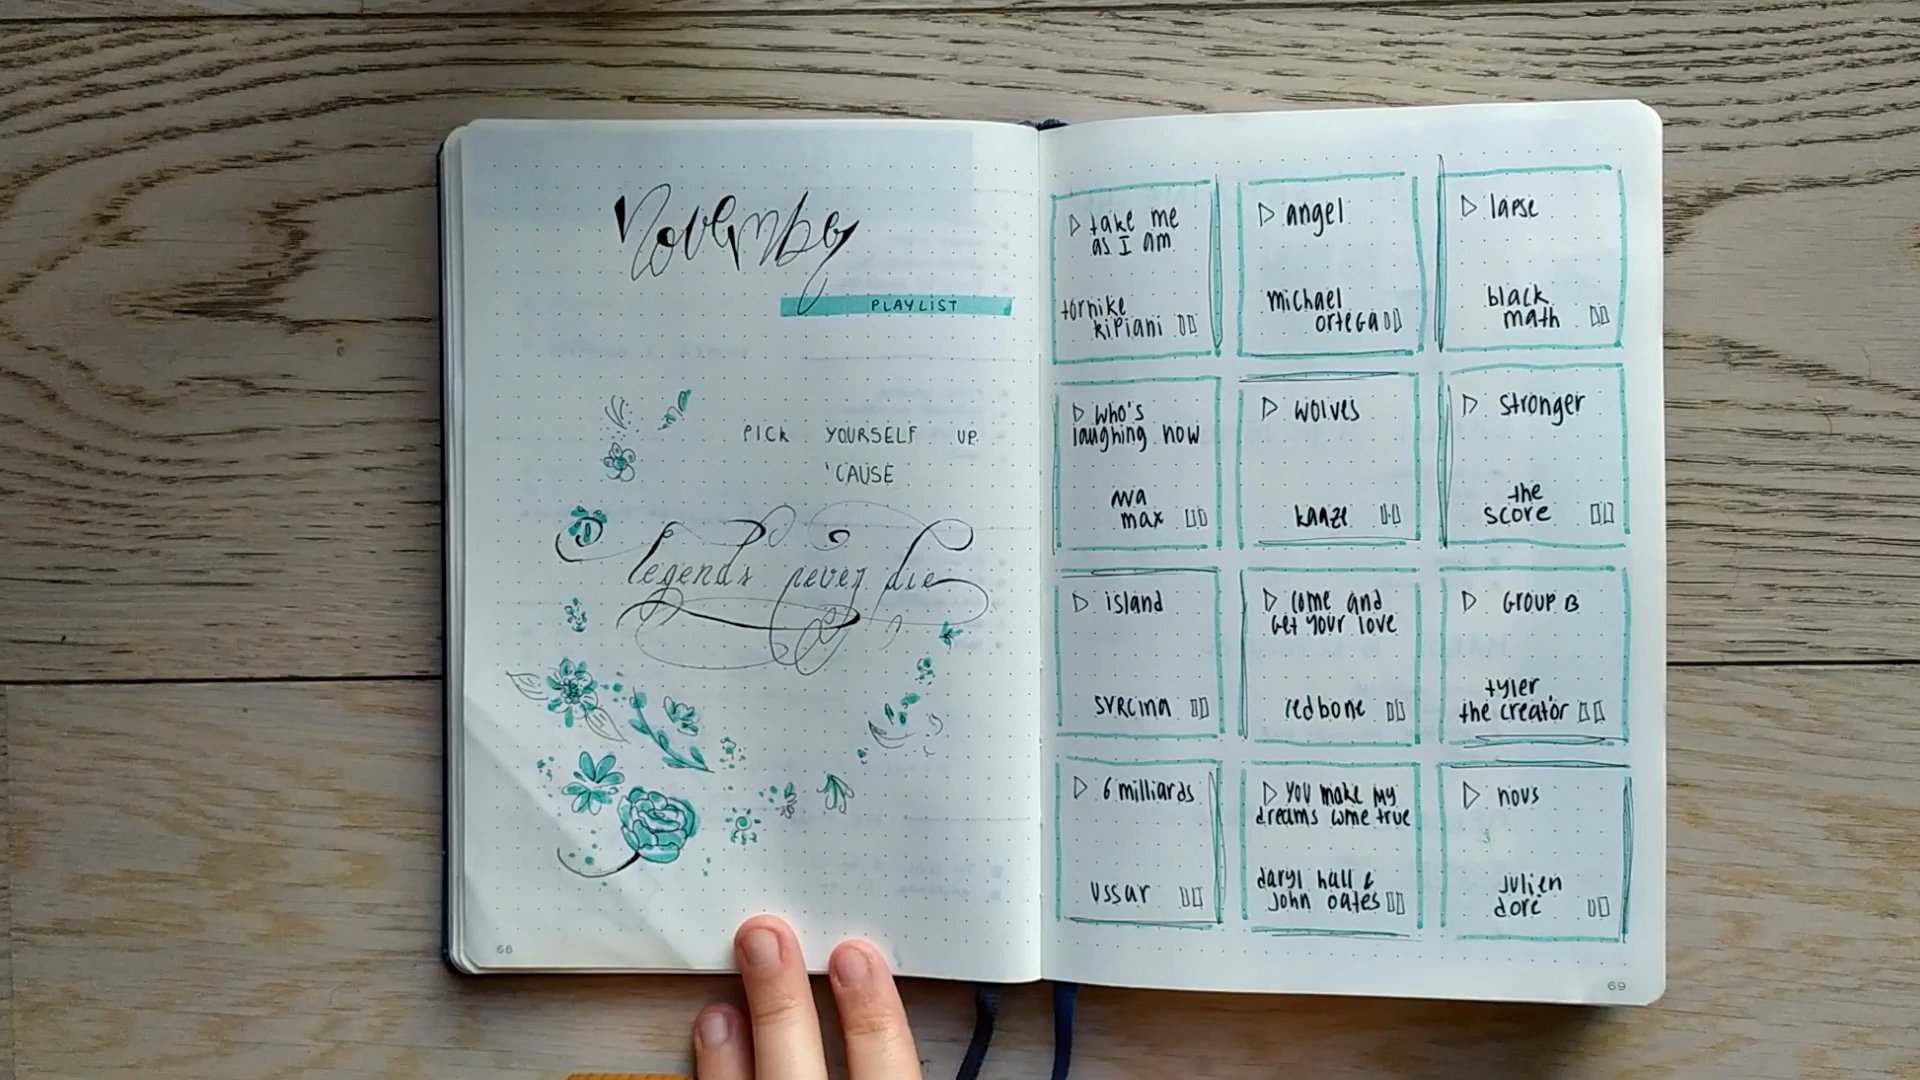 November
PLAYLIST
PICK YOURSELF UP
'CAUSE
legends never die
68
take me
as I am
tornike
kipiani
angel
michael
ortega
lapse
black
math
who's
laughing now
ava
max
wolves
kaaze
stronger
the
score
island
svrcina
come and
get your love
redbone
GROUP B
tyler,
the creator
6 milliards
ussar
you make my
dreams come true
daryl hall &
john oates
nous
julien
doré
69